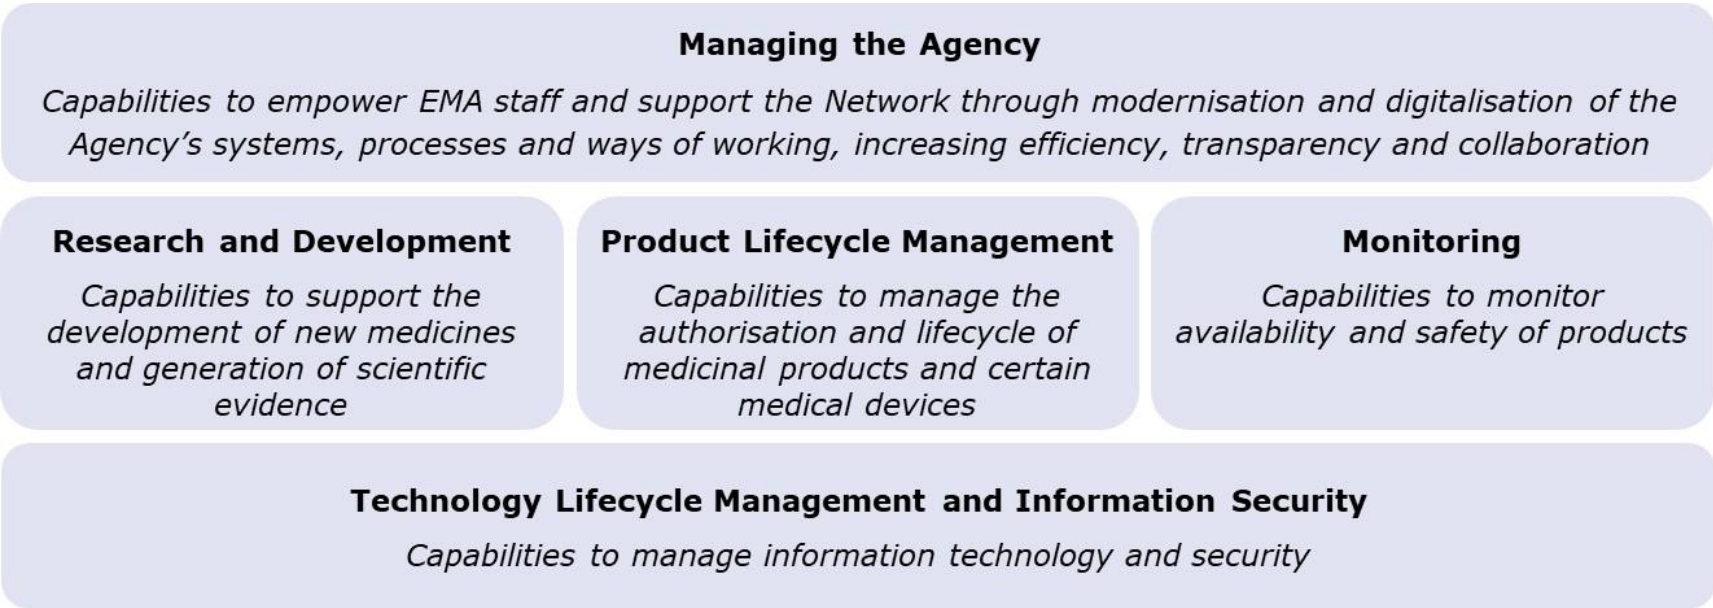 Managing the Agency
Capabilities to empower EMA staff and support the Network through modernisation and digitalisation of the
Agency’s systems, processes and ways of working, increasing efficiency, transparency and collaboration
Research and Development
Capabilities to support the
development of new medicines
and generation of scientific
evidence
Product Lifecycle Management
Capabilities to manage the
authorisation and lifecycle of
medicinal products and certain
medical devices
Monitoring
Capabilities to monitor
availability and safety of products
Technology Lifecycle Management and Information Security
Capabilities to manage information technology and security